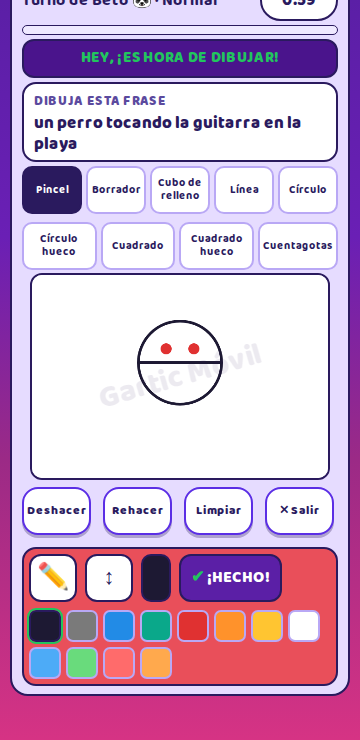 Turno de Beto 🐼 · Normal
0:59
HEY, ¡ES HORA DE DIBUJAR!
DIBUJA ESTA FRASE
un perro tocando la guitarra en la
playa
Pincel
Borrador
Cubo de
relleno
Línea
Círculo
Círculo
hueco
Cuadrado
Cuadrado
hueco
Cuentagotas
Gartic Móvil
Deshacer
Rehacer
Limpiar
✕ Salir
✏️
↕
✔ ¡HECHO!